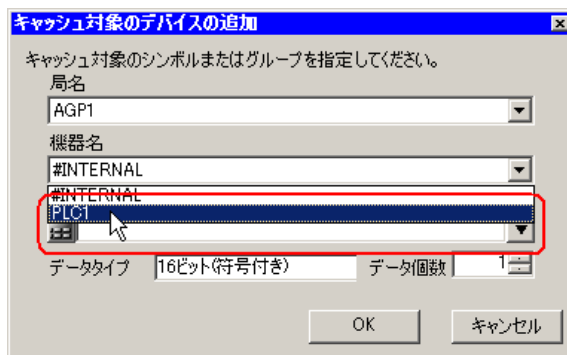 キャッシュ対象のデバイスの追加
キャッシュ対象のシンボルまたはグループを指定してください。
局名
AGP1
機器名
#INTERNAL
#INTERNAL
PLC1
データタイプ 16ビット(符号付き) データ個数 1
OK キャンセル